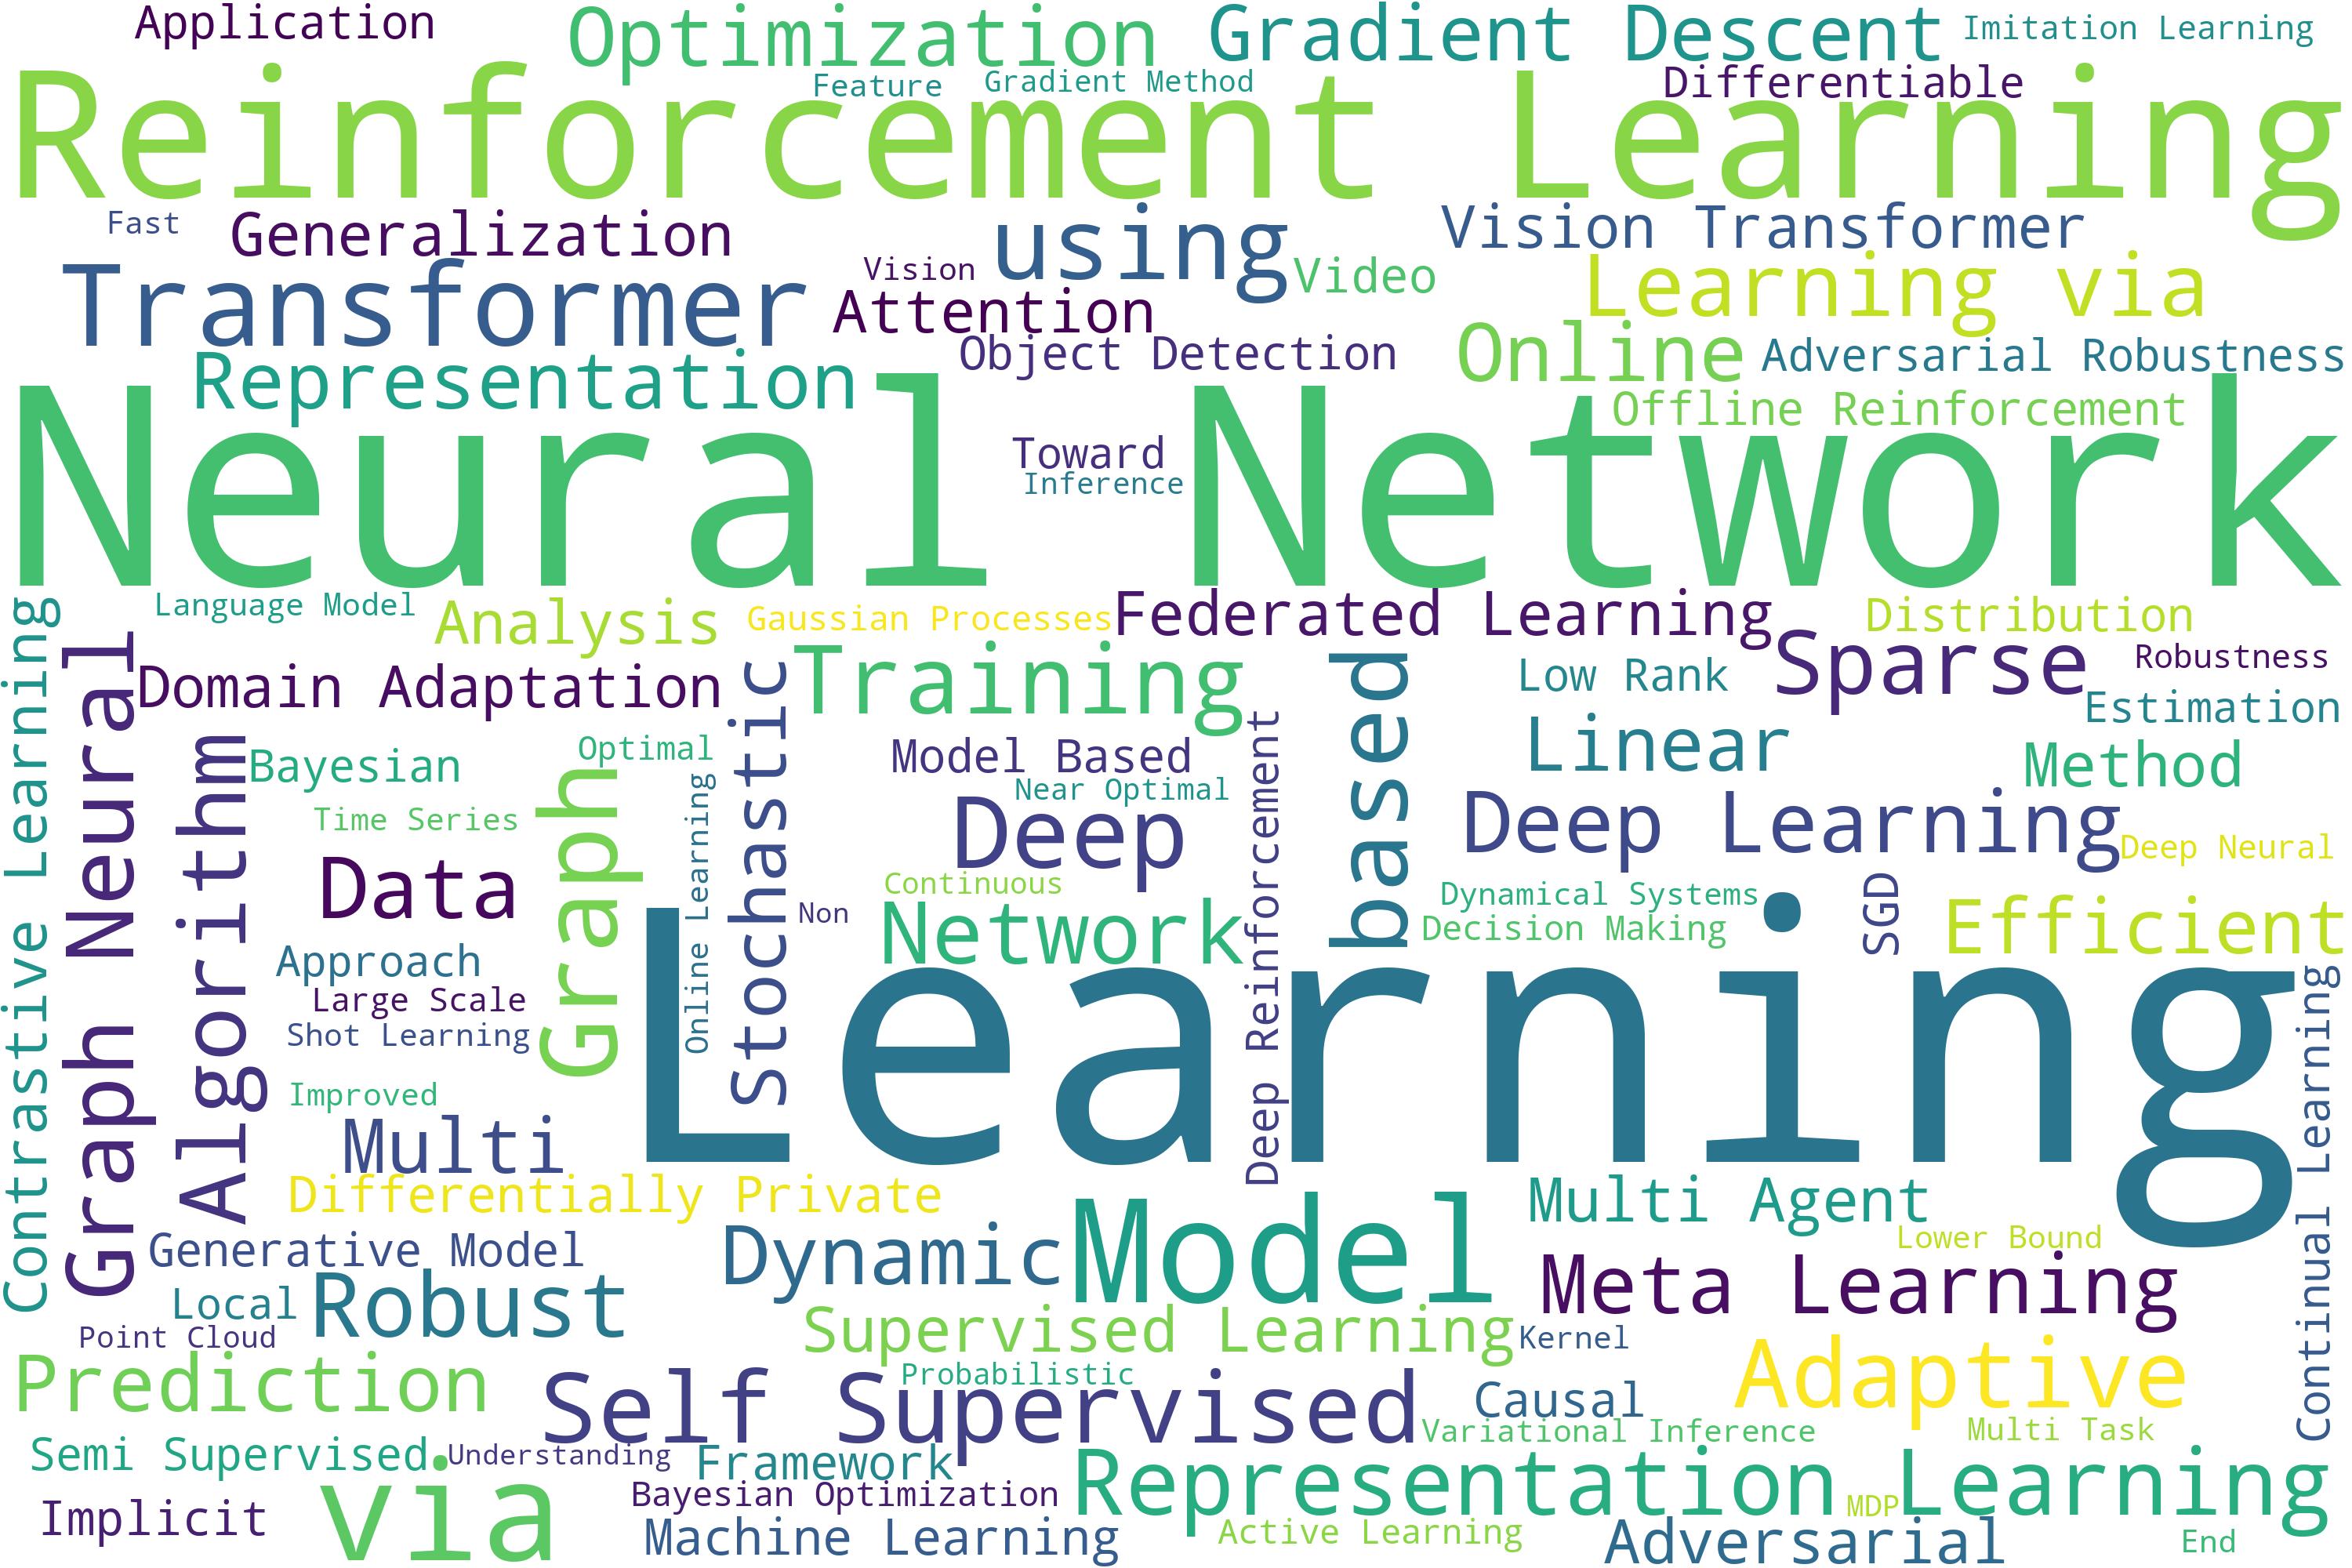 Application
Optimization
Gradient Descent
Imitation Learning
Feature
Gradient Method
Differentiable
Reinforcement Learning
Fast
Generalization
using
Vision Transformer
Vision
Video
Transformer
Attention
Learning via
Representation
Object Detection
Online
Adversarial Robustness
Offline Reinforcement
Neural Network
Toward
Inference
Language Model
Analysis
Gaussian Processes
Federated Learning
Distribution
Contrastive Learning
Graph Neural
Domain Adaptation
Training
Low Rank
Sparse
Robustness
Estimation
Algorithm
Bayesian
Optimal
Stochastic
Model Based
based
Linear
Method
Time Series
Graph
Online Learning
Near Optimal
Deep Reinforcement
Deep
Deep Learning
Deep Neural
Data
Continuous
Non
Network
Dynamical Systems
Decision Making
SGD
Efficient
Approach
Large Scale
Shot Learning
Learning
Continual Learning
Improved
Multi
Differentially Private
Multi Agent
Generative Model
Dynamic
Model
Lower Bound
Local
Robust
Meta Learning
Point Cloud
Supervised Learning
Kernel
Prediction
Self Supervised
Probabilistic
Causal
Adaptive
Semi Supervised
Understanding
Framework
Variational Inference
Multi Task
Implicit
via
Bayesian Optimization
Representation Learning
MDP
Machine Learning
Active Learning
Adversarial
End